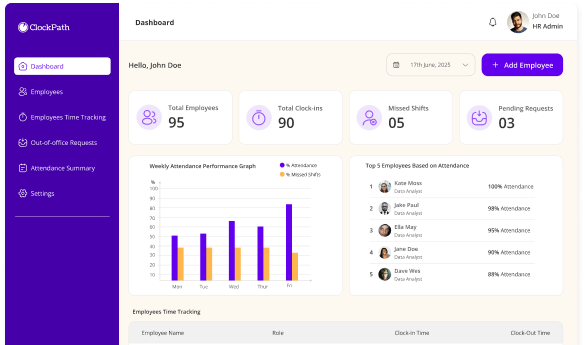 ClockPath
Dashboard
Employees
Employees Time Tracking
Out-of-office Requests
Attendance Summary
Settings
Dashboard
John Doe
HR Admin
Hello, John Doe
17th June, 2025
+ Add Employee
Total Employees
95
Total Clock-ins
90
Missed Shifts
05
Pending Requests
03
Weekly Attendance Performance Graph
% Attendance
% Missed Shifts
%
100
90
80
70
60
50
40
30
20
10
Mon Tue Wed Thur Fri
Top 5 Employees Based on Attendance
1 Kate Moss 100% Attendance
Data Analyst
2 Jake Paul 98% Attendance
Data Analyst
3 Ella May 95% Attendance
Data Analyst
4 Jane Doe 90% Attendance
Data Analyst
5 Dave Wes 88% Attendance
Data Analyst
Employees Time Tracking
Employee Name Role Clock-in Time Clock-Out Time